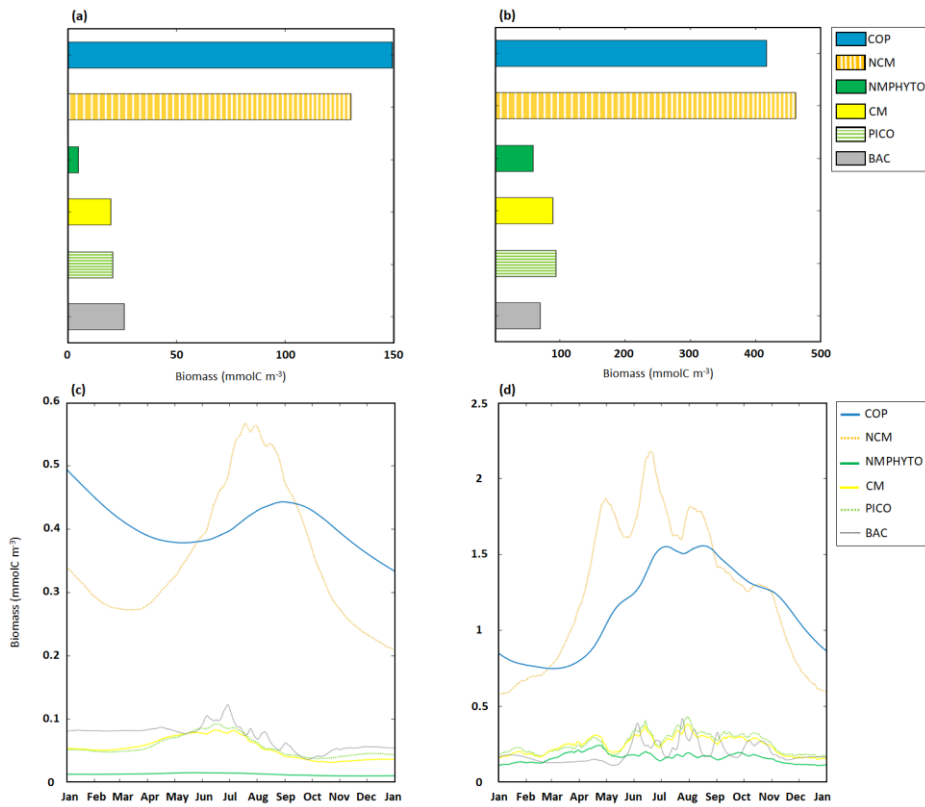 (a)
(b)
COP
NCM
NMPHYTO
CM
PICO
BAC
0 50 100 150
Biomass (mmolC m⁻³)
100 200 300 400 500
Biomass (mmolC m⁻³)
(c)
(d)
0.6
0.5
0.4
0.3
0.2
0.1
0
Biomass (mmolC m⁻³)
Jan Feb Mar Apr May Jun Jul Aug Sep Oct Nov Dec Jan
2.5
2
1.5
1
0.5
0
Jan Feb Mar Apr May Jun Jul Aug Sep Oct Nov Dec Jan
COP
NCM
NMPHYTO
CM
PICO
BAC